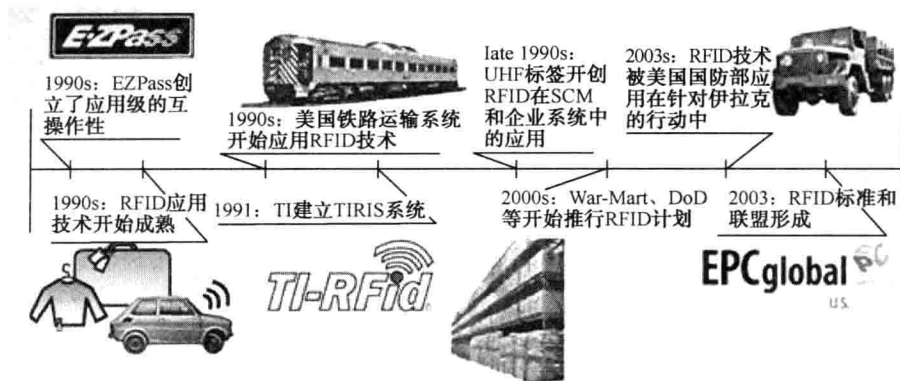 E-ZPass
1990s：EZPass创
立了应用级的互
操作性
1990s：美国铁路运输系统
开始应用RFID技术
late 1990s：
UHF标签开创
RFID在SCM
和企业系统中
的应用
2003s：RFID技术
被美国国防部应
用在针对伊拉克
的行动中
1990s：RFID应用
技术开始成熟
1991：TI建立TIRIS系统
2000s：War-Mart、DoD
等开始推行RFID计划
2003：RFID标准和
联盟形成
TI-RFid
EPCglobal
US.